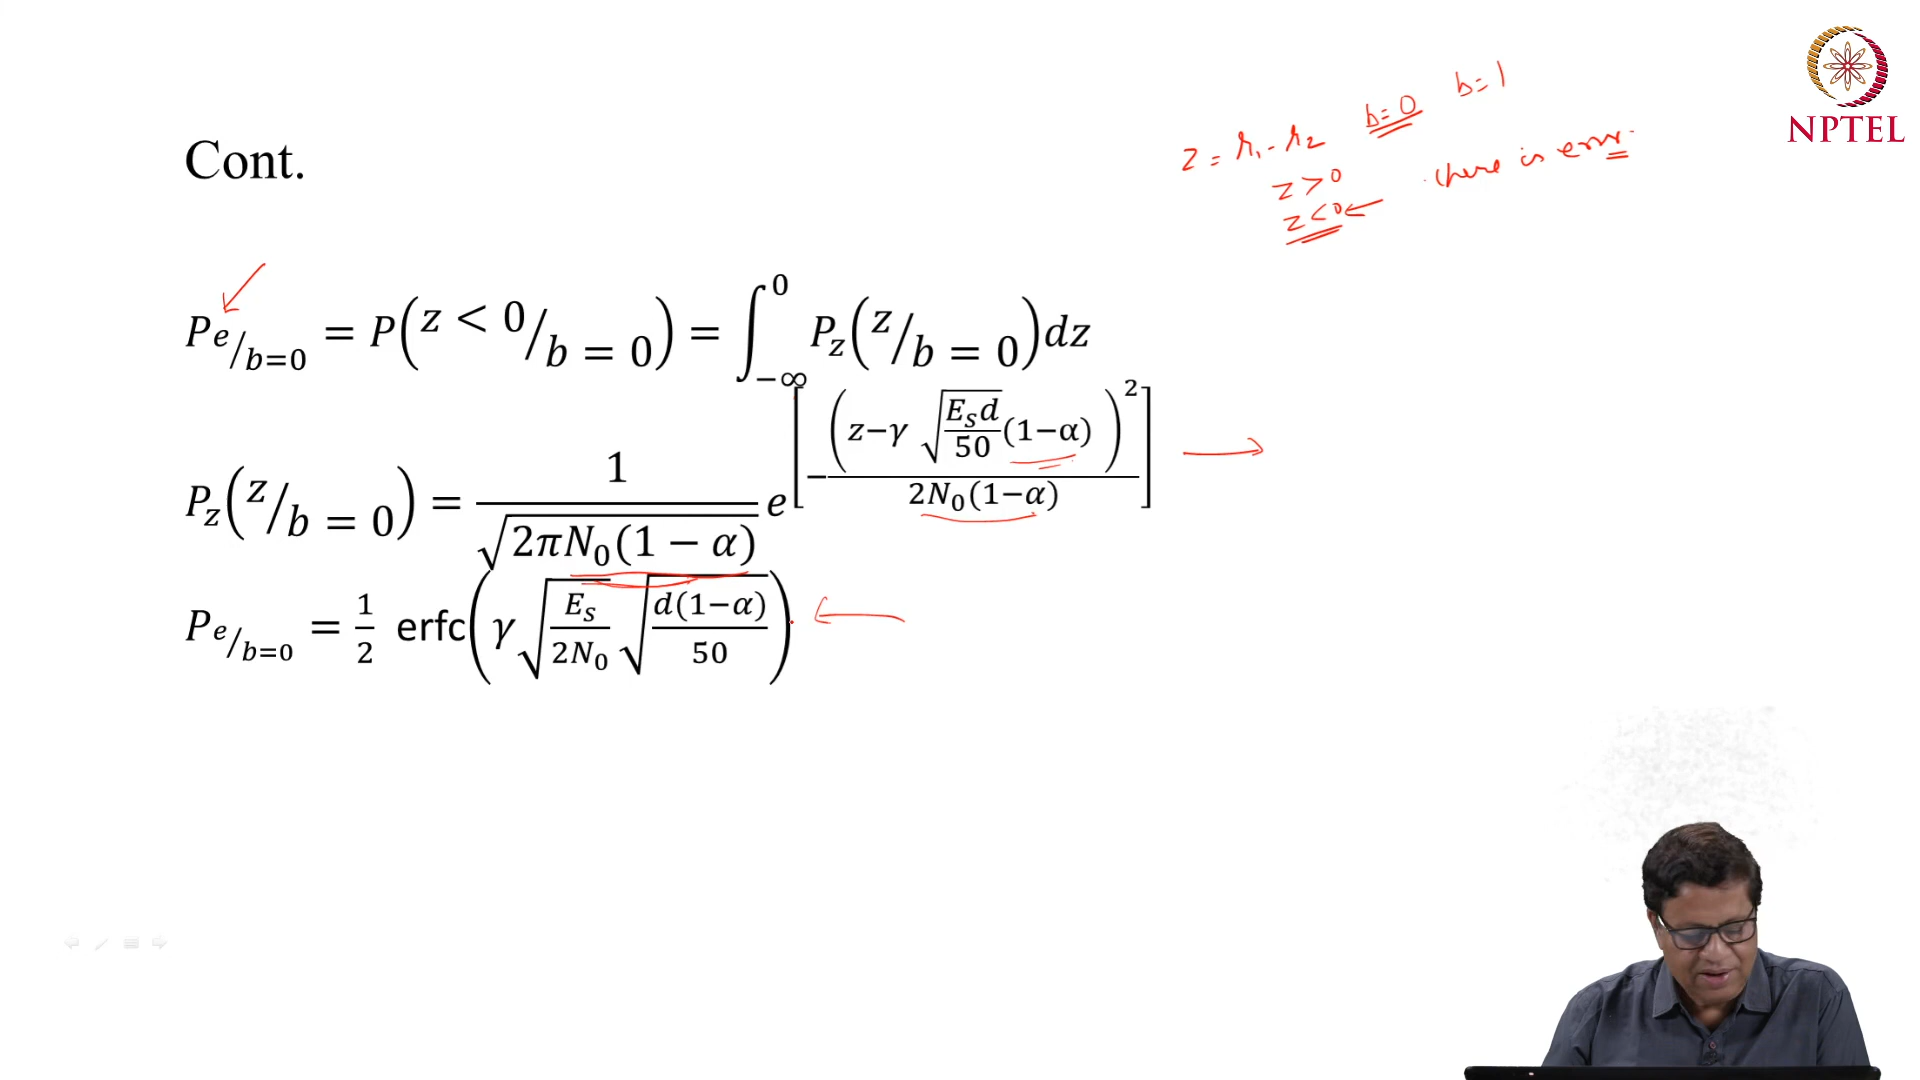 NPTEL
b=1
z = r₁ - r₂ b=0
z > 0 there is error.
z < 0
Cont.
Pe/b=0 = P(z < 0/b = 0) = ∫_{-∞}^{0} P_z(z/b = 0)dz
P_z(z/b = 0) = 1/√(2πN₀(1 − α)) e^[−(z−γ √(E_S d/50)(1−α))²/2N₀(1−α)]
Pe/b=0 = 1/2 erfc(γ√(E_S/2N₀)√(d(1−α)/50))